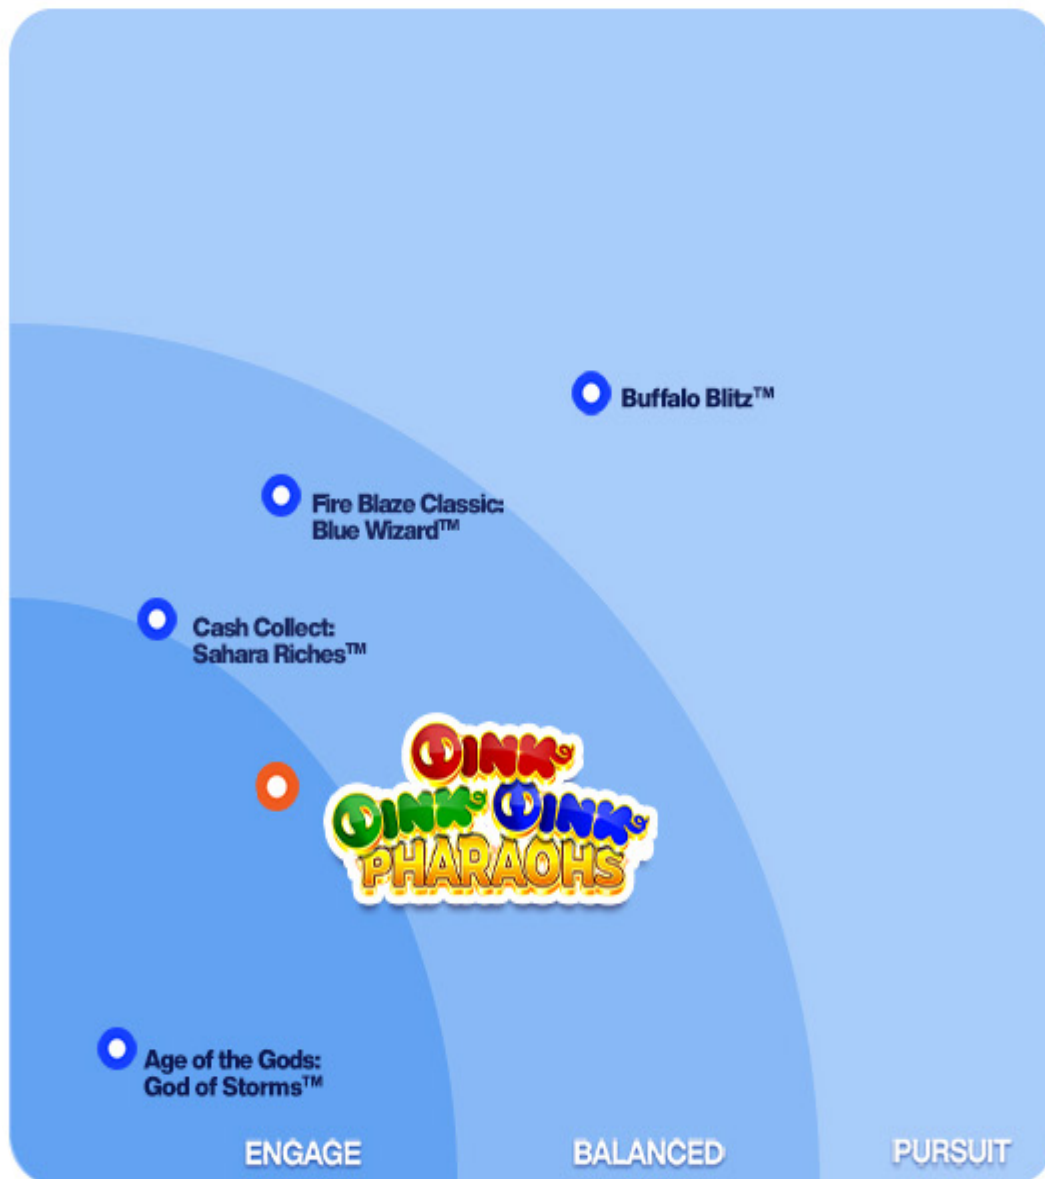 Buffalo Blitz™
Fire Blaze Classic:
Blue Wizard™
Cash Collect:
Sahara Riches™
OINK
OINK OINK
PHARAOHS
Age of the Gods:
God of Storms™
ENGAGE
BALANCED
PURSUIT